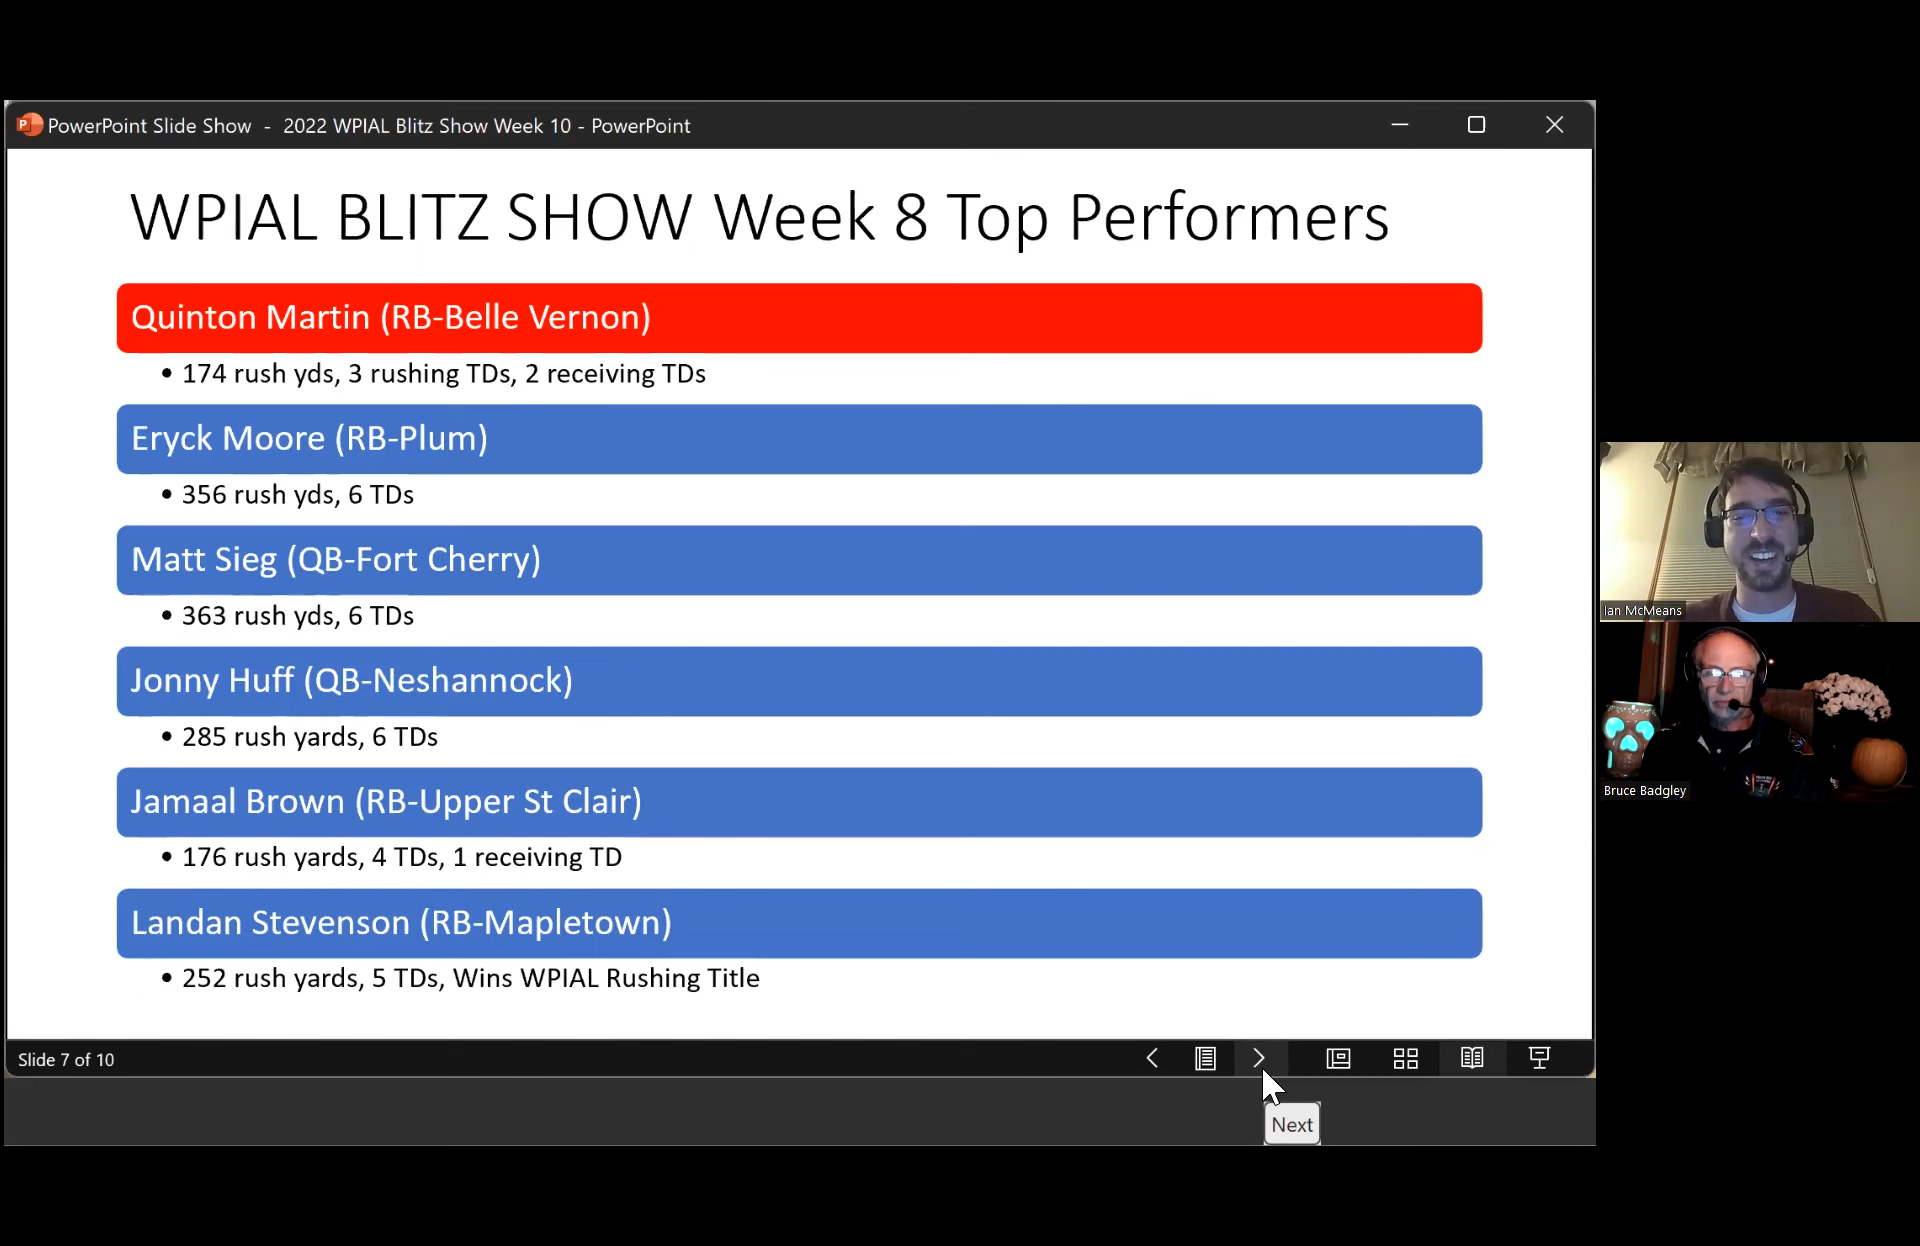 PowerPoint Slide Show - 2022 WPIAL Blitz Show Week 10 - PowerPoint
WPIAL BLITZ SHOW Week 8 Top Performers
Quinton Martin (RB-Belle Vernon)
• 174 rush yds, 3 rushing TDs, 2 receiving TDs
Eryck Moore (RB-Plum)
• 356 rush yds, 6 TDs
Matt Sieg (QB-Fort Cherry)
• 363 rush yds, 6 TDs
Jonny Huff (QB-Neshannock)
• 285 rush yards, 6 TDs
Jamaal Brown (RB-Upper St Clair)
• 176 rush yards, 4 TDs, 1 receiving TD
Landan Stevenson (RB-Mapletown)
• 252 rush yards, 5 TDs, Wins WPIAL Rushing Title
Slide 7 of 10
Next
Ian McMeans
Bruce Badgley